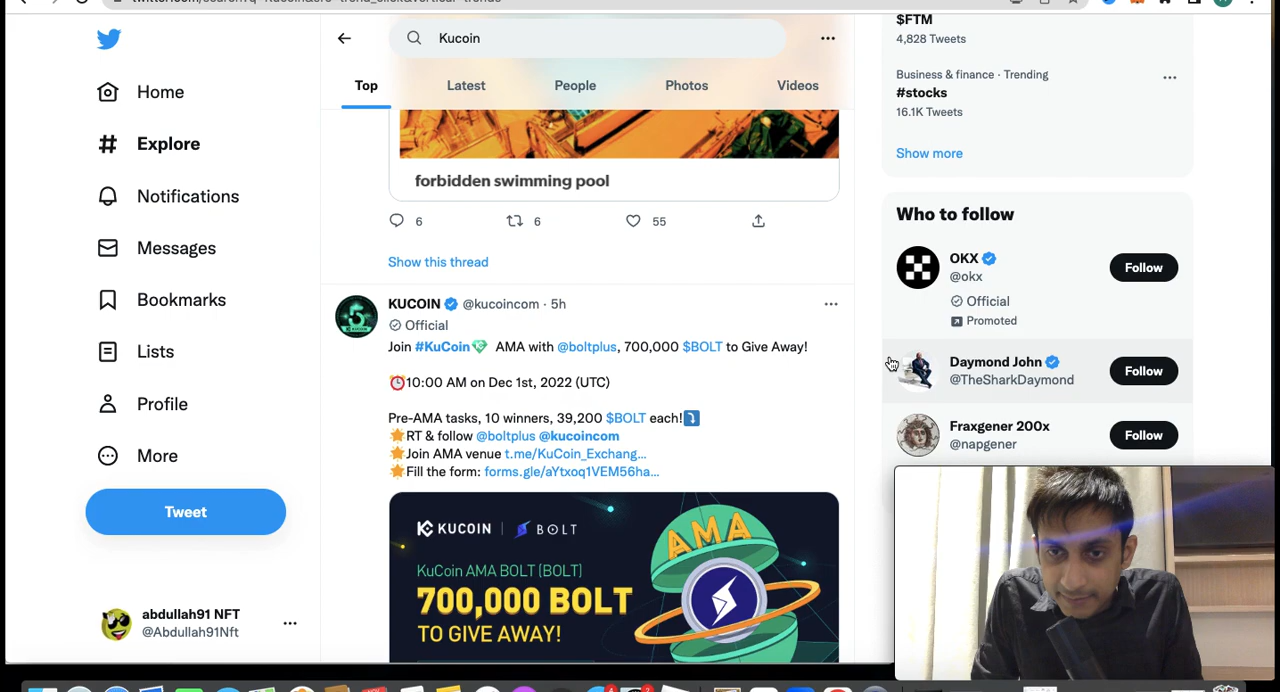 Kucoin
Home
Explore
Notifications
Messages
Bookmarks
Lists
Profile
More
Tweet
abdullah91 NFT
@Abdullah91Nft
Top
Latest
People
Photos
Videos
forbidden swimming pool
6
6
55
Show this thread
KUCOIN @kucoincom · 5h
Official
Join #KuCoin AMA with @boltplus, 700,000 $BOLT to Give Away!
10:00 AM on Dec 1st, 2022 (UTC)
Pre-AMA tasks, 10 winners, 39,200 $BOLT each!
RT & follow @boltplus @kucoincom
Join AMA venue t.me/KuCoin_Exchang...
Fill the form: forms.gle/aYtxoq1VEM56ha...
KUCOIN | BOLT
AMA
KuCoin AMA BOLT (BOLT)
700,000 BOLT
TO GIVE AWAY!
$FTM
4,828 Tweets
Business & finance · Trending
#stocks
16.1K Tweets
Show more
Who to follow
OKX
@okx
Official
Promoted
Follow
Daymond John
@TheSharkDaymond
Follow
Fraxgener 200x
@napgener
Follow